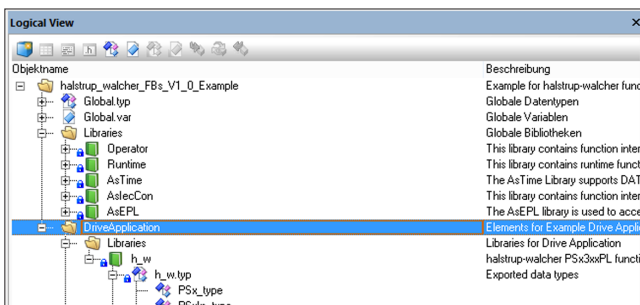 Logical View
Objektname Beschreibung
halstrup_walcher_FBs_V1_0_Example Example for halstrup-walcher func
Global.typ Globale Datentypen
Global.var Globale Variablen
Libraries Globale Bibliotheken
Operator This library contains function inter
Runtime This library contains runtime funct
AsTime The AsTime Library supports DAT
AsIecCon This library contains function inter
AsEPL The AsEPL library is used to acce
DriveApplication Elements for Example Drive Appli
Libraries Libraries for Drive Application
h_w halstrup-walcher PSx3xxPL functi
h_w.typ Exported data types
PSx_type